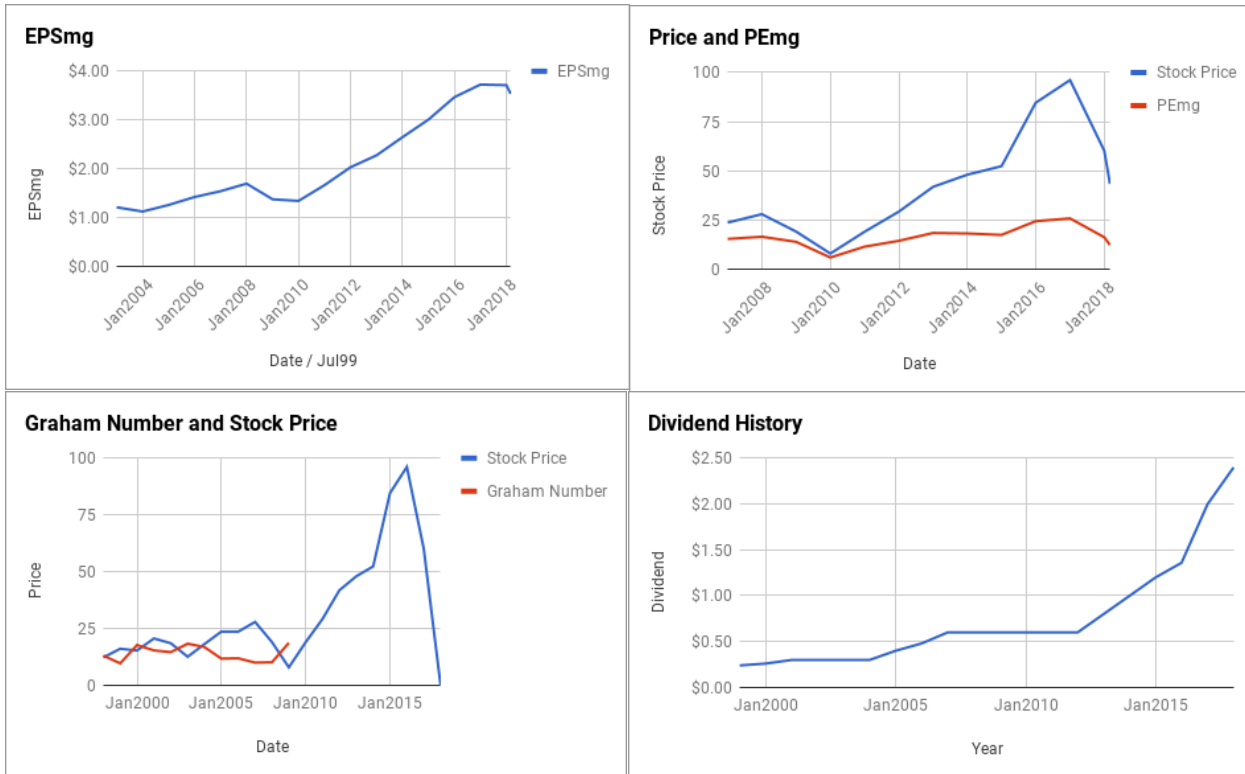 EPSmg
EPSmg
$4.00
$3.00
$2.00
$1.00
$0.00
EPSmg
Jan2004
Jan2006
Jan2008
Jan2010
Jan2012
Jan2014
Jan2016
Jan2018
Date / Jul99
Price and PEmg
Stock Price
PEmg
100
75
50
25
0
Stock Price
Jan2008
Jan2010
Jan2012
Jan2014
Jan2016
Jan2018
Date
Graham Number and Stock Price
Stock Price
Graham Number
100
75
50
25
0
Price
Jan2000
Jan2005
Jan2010
Jan2015
Date
Dividend History
$2.50
$2.00
$1.50
$1.00
$0.50
$0.00
Dividend
Jan2000
Jan2005
Jan2010
Jan2015
Year